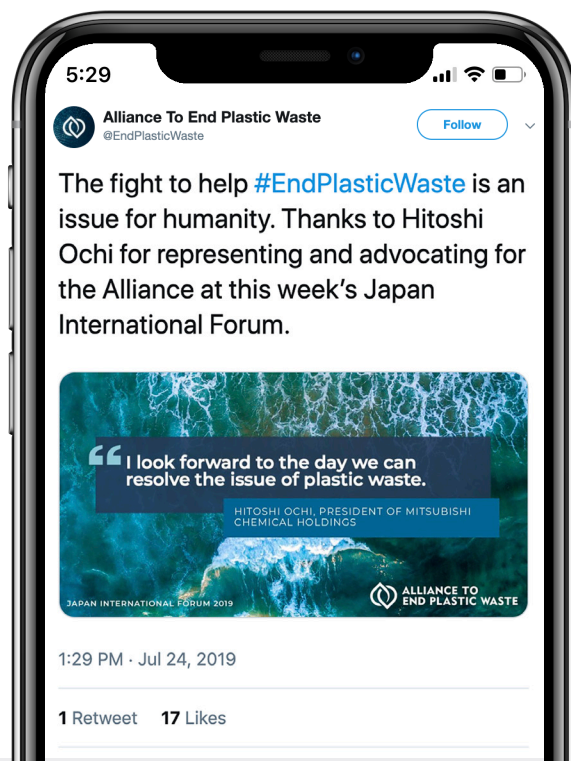 5:29
Alliance To End Plastic Waste
@EndPlasticWaste
Follow
The fight to help #EndPlasticWaste is an
issue for humanity. Thanks to Hitoshi
Ochi for representing and advocating for
the Alliance at this week’s Japan
International Forum.
“I look forward to the day we can
resolve the issue of plastic waste.
HITOSHI OCHI, PRESIDENT OF MITSUBISHI
CHEMICAL HOLDINGS
JAPAN INTERNATIONAL FORUM 2019
ALLIANCE TO
END PLASTIC WASTE
1:29 PM · Jul 24, 2019
1 Retweet 17 Likes